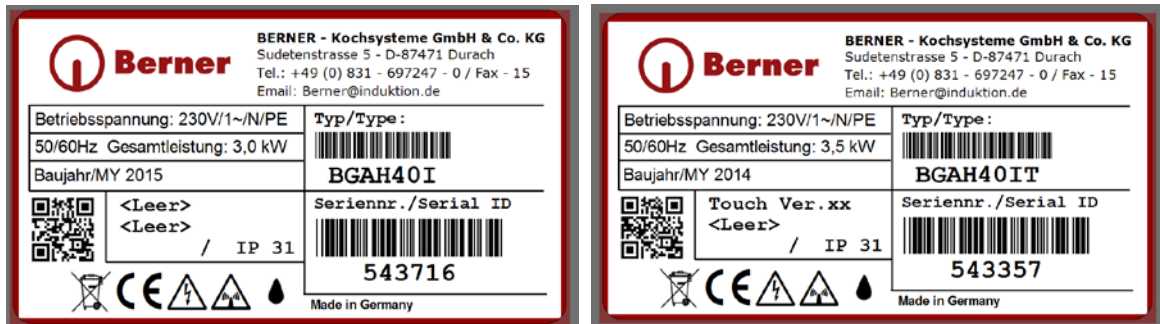 Berner
BERNER - Kochsysteme GmbH & Co. KG
Sudetenstrasse 5 - D-87471 Durach
Tel.: +49 (0) 831 - 697247 - 0 / Fax - 15
Email: Berner@induktion.de
Betriebsspannung: 230V/1~/N/PE
50/60Hz Gesamtleistung: 3,0 kW
Baujahr/MY 2015
Typ/Type:
BGAH40I
<Leer>
<Leer>
/ IP 31
Seriennr./Serial ID
543716
CE
Made in Germany
Berner
BERNER - Kochsysteme GmbH & Co. KG
Sudetenstrasse 5 - D-87471 Durach
Tel.: +49 (0) 831 - 697247 - 0 / Fax - 15
Email: Berner@induktion.de
Betriebsspannung: 230V/1~/N/PE
50/60Hz Gesamtleistung: 3,5 kW
Baujahr/MY 2014
Typ/Type:
BGAH40IT
Touch Ver.xx
<Leer>
/ IP 31
Seriennr./Serial ID
543357
CE
Made in Germany